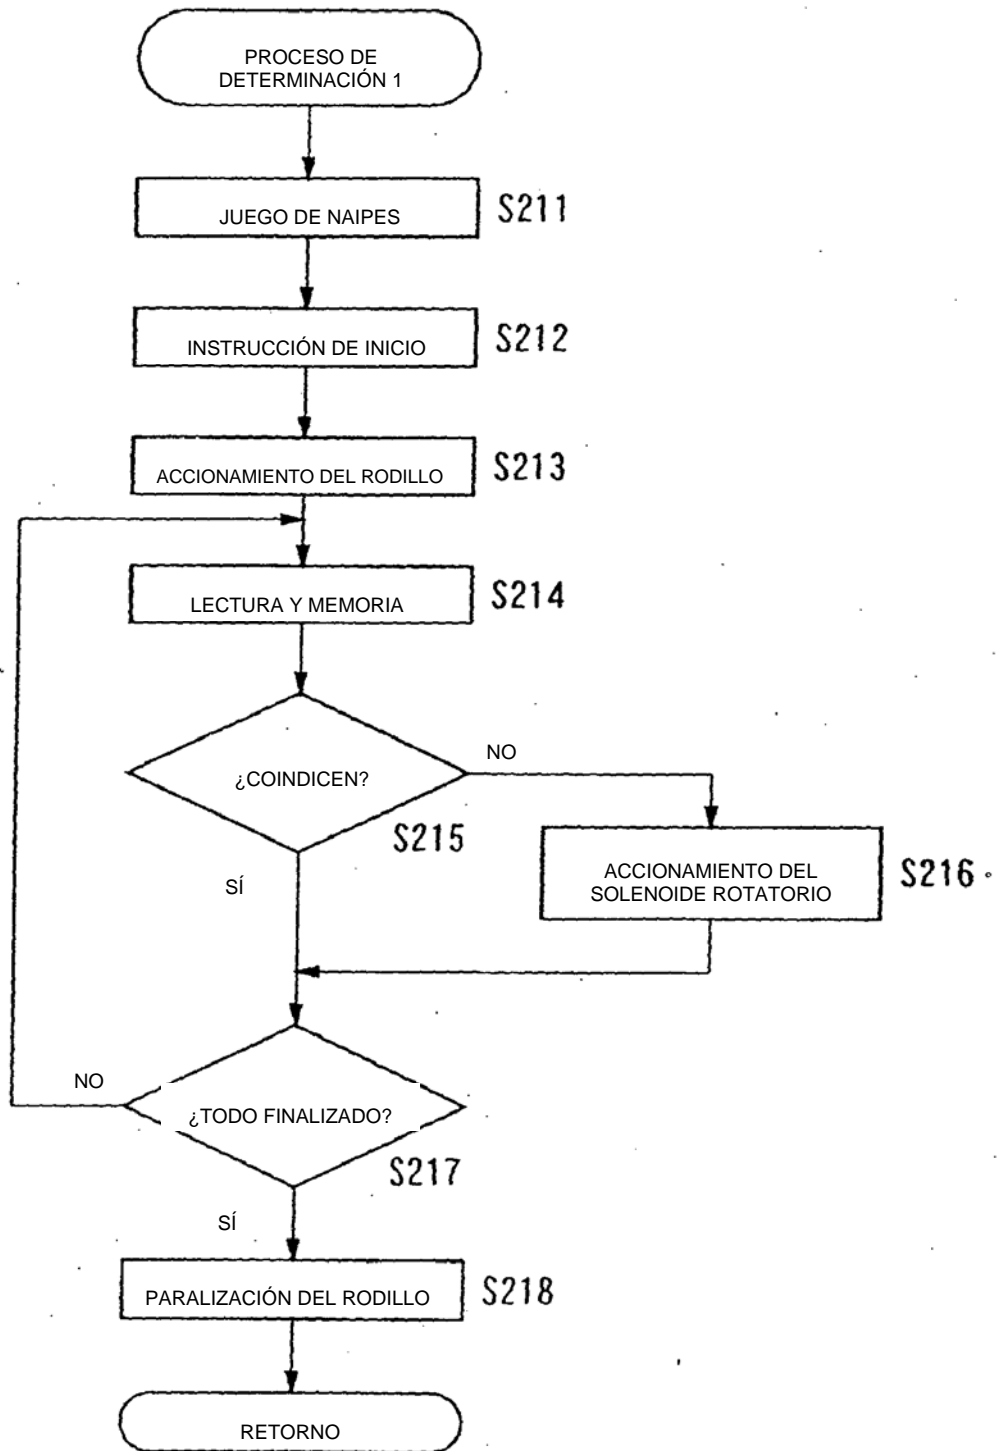 PROCESO DE
DETERMINACIÓN 1
JUEGO DE NAIPES
S211
INSTRUCCIÓN DE INICIO
S212
ACCIONAMIENTO DEL RODILLO
S213
LECTURA Y MEMORIA
S214
¿COINDICEN?
NO
S215
SÍ
ACCIONAMIENTO DEL
SOLENOIDE ROTATORIO
S216
NO
¿TODO FINALIZADO?
S217
SÍ
PARALIZACIÓN DEL RODILLO
S218
RETORNO